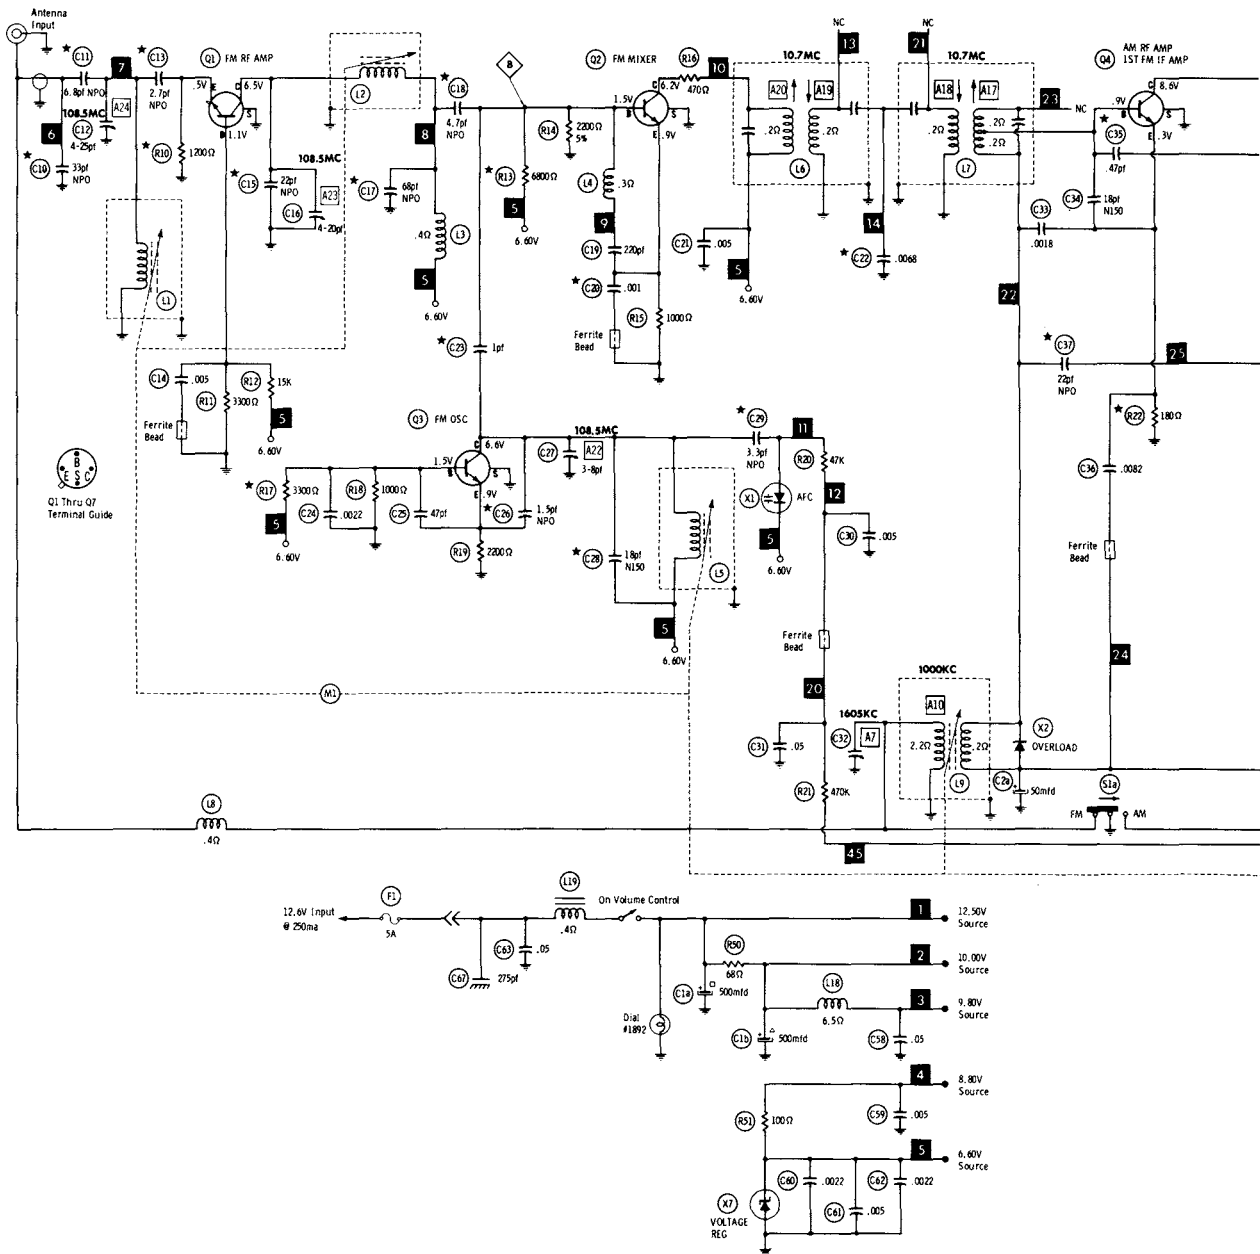 Antenna
Input
★ C11
6.8pf NPO
7
★ C13
2.7pf
NPO
Q1 FM RF AMP
.5V
E
C
6.5V
S
B
1.1V
108.5MC
A24
C12
4-25pf
6
★ C10
33pf
NPO
★ R10
1200Ω
L1
L2
108.5MC
★ C15
22pf
NPO
A23
C16
4-20pf
★ C18
4.7pf
NPO
8
★ C17
68pf
NPO
.4Ω
L3
5
6.60V
B
★ R13
6800Ω
5
6.60V
R14
2200Ω
5%
Q2 FM MIXER
1.5V
B
C
6.2V
S
E
.9V
R16
470Ω
10
L4
.3Ω
9
C19
220pf
★ C20
.001
Ferrite
Bead
R15
1000Ω
NC
13
10.7MC
A20
A19
.2Ω
.2Ω
L6
C21
.005
5
6.60V
14
★ C22
.0068
NC
21
10.7MC
A18
A17
.2Ω
.2Ω
.2Ω
L7
23
NC
Q4
AM RF AMP
1ST FM IF AMP
.9V
B
C
8.6V
S
E
.3V
★ C35
.47pf
C34
18pf
N150
C33
.0018
22
★ C37
22pf
NPO
25
★ R22
180Ω
C36
.0082
Ferrite
Bead
24
C14
.005
R11
3300Ω
R12
15K
5
6.60V
Ferrite
Bead
B
E
C
S
Q1 Thru Q7
Terminal Guide
★ C23
1pf
Q3 FM OSC
1.5V
B
C
6.6V
S
E
.9V
★ R17
3300Ω
5
6.60V
C24
.0022
R18
1000Ω
C25
47pf
★ C26
1.5pf
NPO
R19
2200Ω
108.5MC
C27
A22
3-8pf
★ C28
18pf
N150
L5
5
6.60V
★ C29
3.3pf
NPO
11
X1
AFC
5
6.60V
R20
47K
12
C30
.005
Ferrite
Bead
20
C31
.05
R21
470K
45
M1
1605KC
C32
A7
1000KC
A10
2.2Ω
.2Ω
L9
X2
OVERLOAD
C2a
+
50mfd
S1a
FM
AM
L8
.4Ω
12.6V Input
@ 250ma
F1
5A
C67
275pf
C63
.05
L19
.4Ω
On Volume Control
Dial
#1892
C1a
+
500mfd
R50
68Ω
C1b
+
500mfd
L18
6.5Ω
C58
.05
1
12.50V
Source
2
10.00V
Source
3
9.80V
Source
4
8.80V
Source
R51
100Ω
C59
.005
5
6.60V
Source
C60
.0022
C61
.005
C62
.0022
X7
VOLTAGE
REG